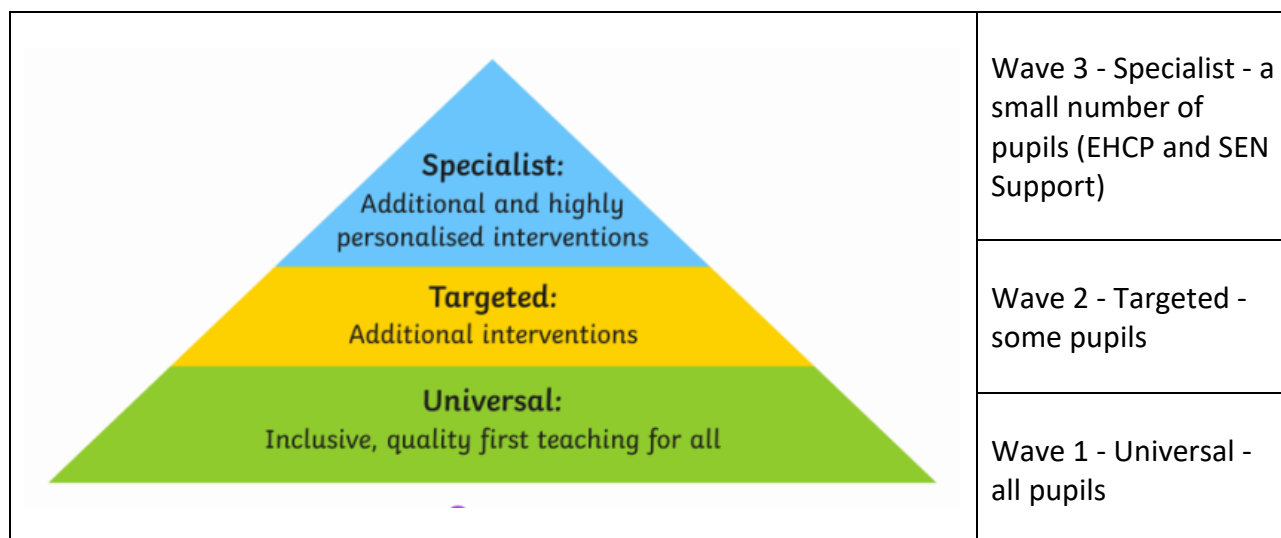 Specialist:
Additional and highly
personalised interventions
Targeted:
Additional interventions
Universal:
Inclusive, quality first teaching for all
Wave 3 - Specialist - a
small number of
pupils (EHCP and SEN
Support)
Wave 2 - Targeted -
some pupils
Wave 1 - Universal -
all pupils